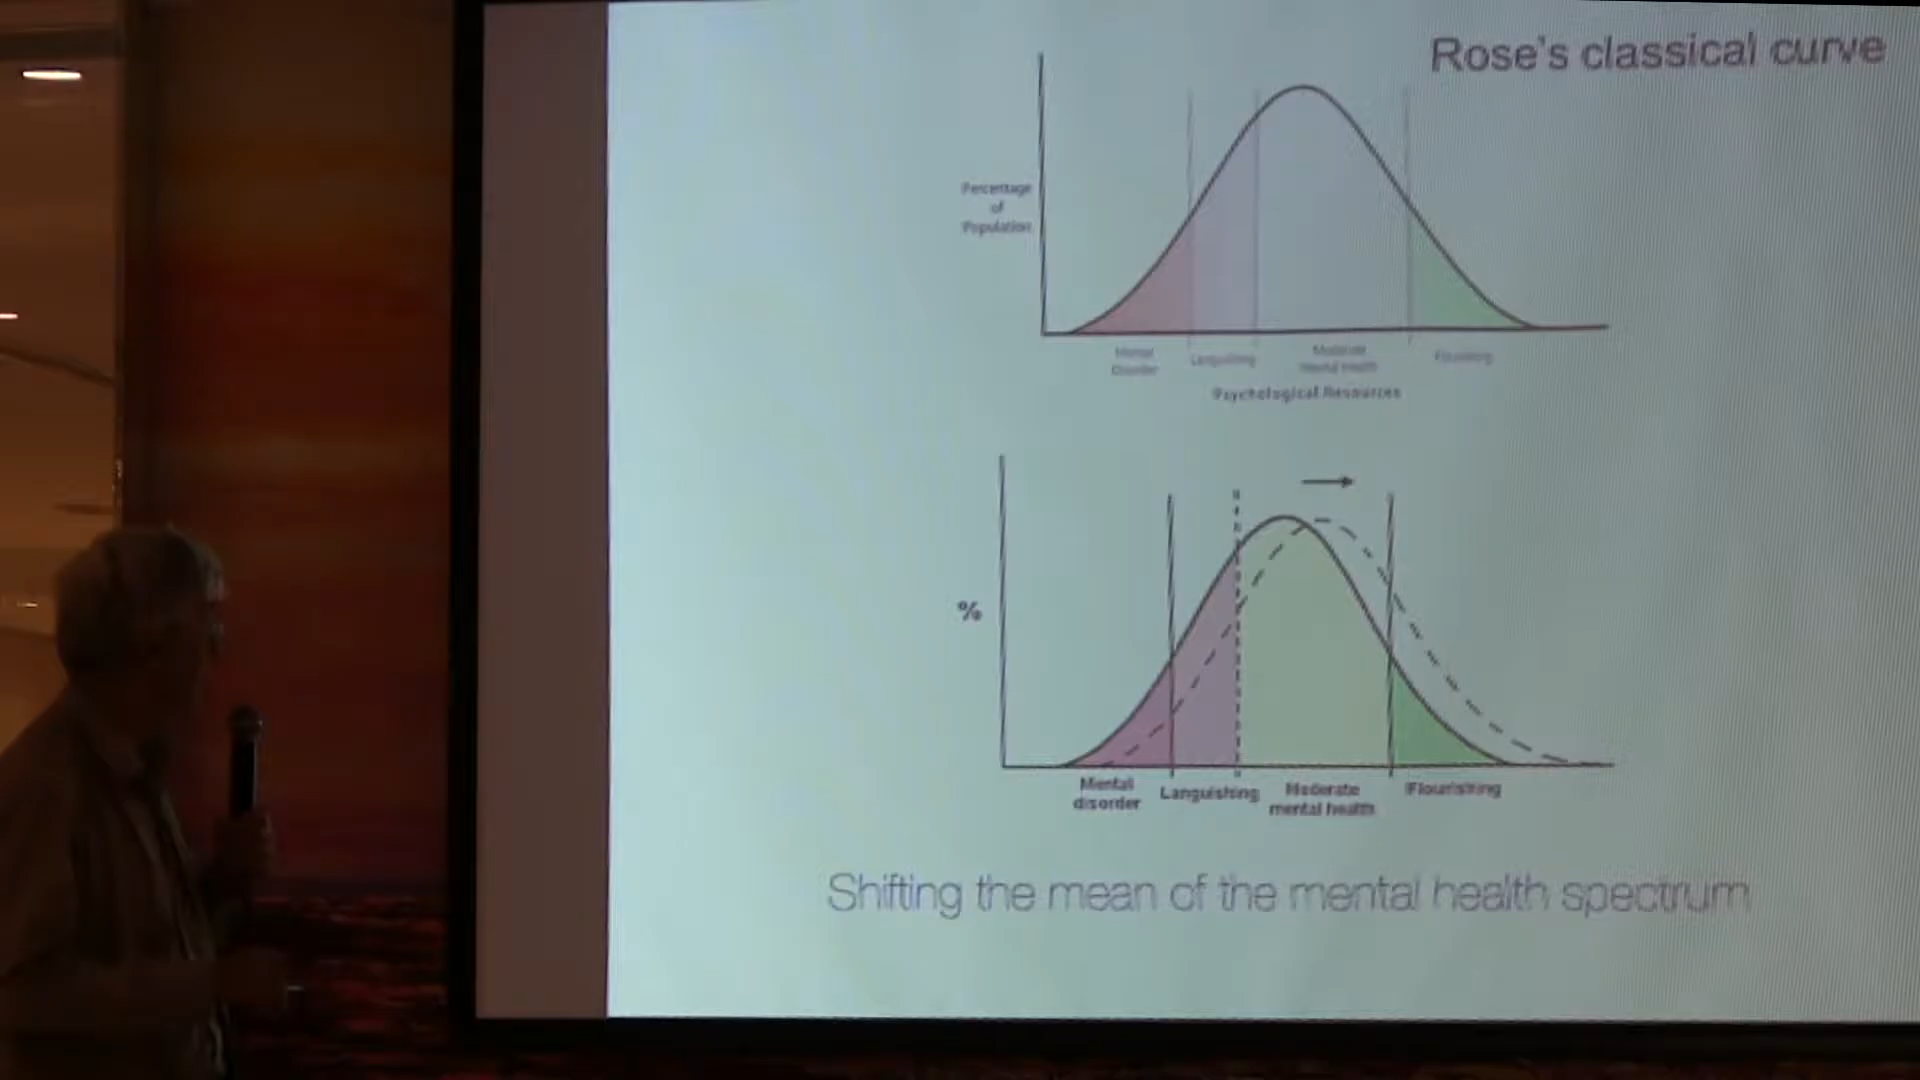 Rose's classical curve
Percentage
of
Population
Mental
Disorder
Languishing
Moderate
mental health
Flourishing
Psychological Resources
%
Mental
disorder
Languishing
Moderate
mental health
Flourishing
Shifting the mean of the mental health spectrum